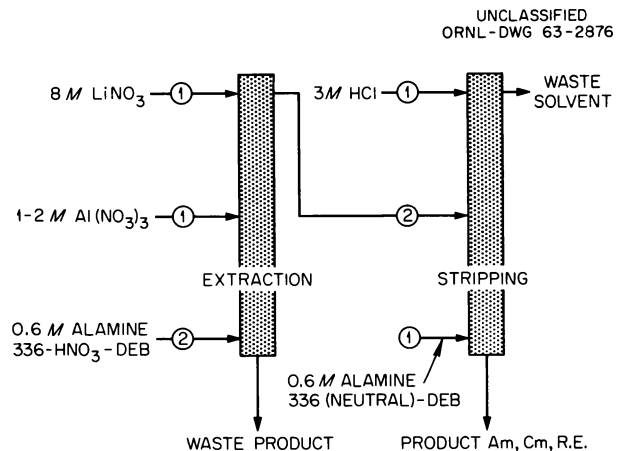 UNCLASSIFIED
ORNL-DWG 63-2876
8 M LiNO₃
1
3M HCl
1
WASTE
SOLVENT
1-2 M Al(NO₃)₃
1
2
EXTRACTION
STRIPPING
0.6 M ALAMINE
336-HNO₃-DEB
2
1
0.6 M ALAMINE
336 (NEUTRAL)-DEB
WASTE PRODUCT
PRODUCT Am, Cm, R.E.